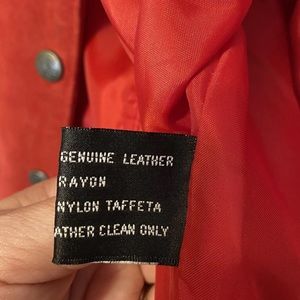 GENUINE LEATHER
RAYON
NYLON TAFFETA
ATHER CLEAN ONLY